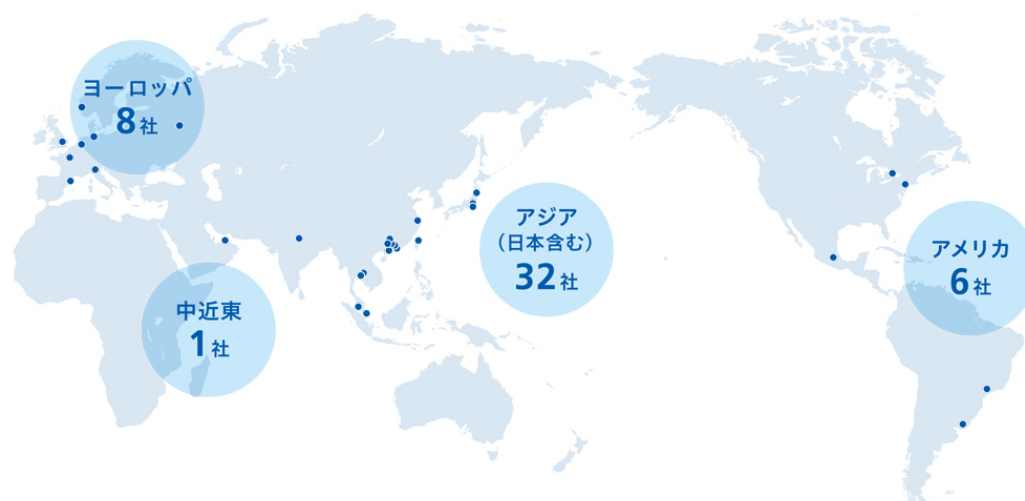 ヨーロッパ
8社
アジア
（日本含む）
32社
アメリカ
6社
中近東
1社